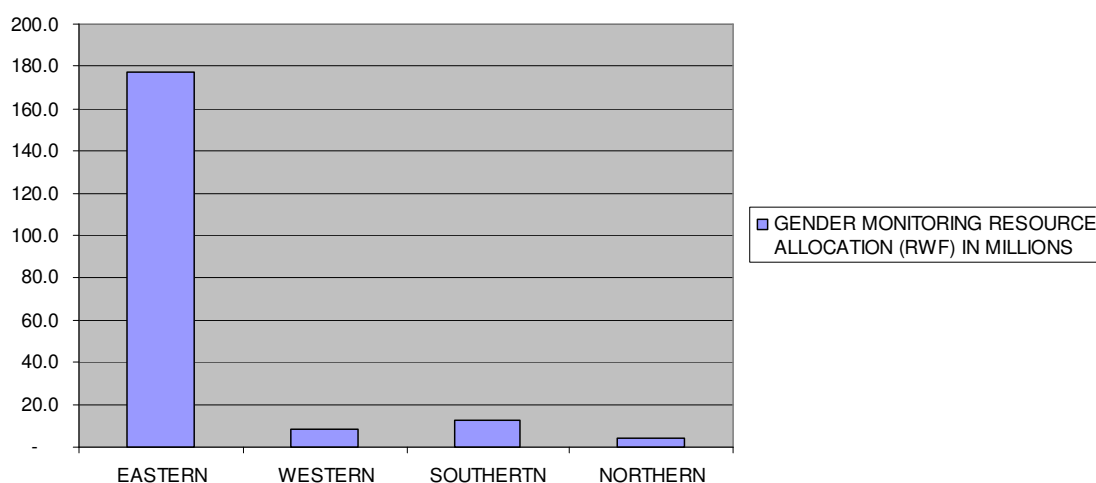 200.0
180.0
160.0
140.0
120.0
100.0
80.0
60.0
40.0
20.0
-
EASTERN
WESTERN
SOUTHERTN
NORTHERN
GENDER MONITORING RESOURCE
ALLOCATION (RWF) IN MILLIONS